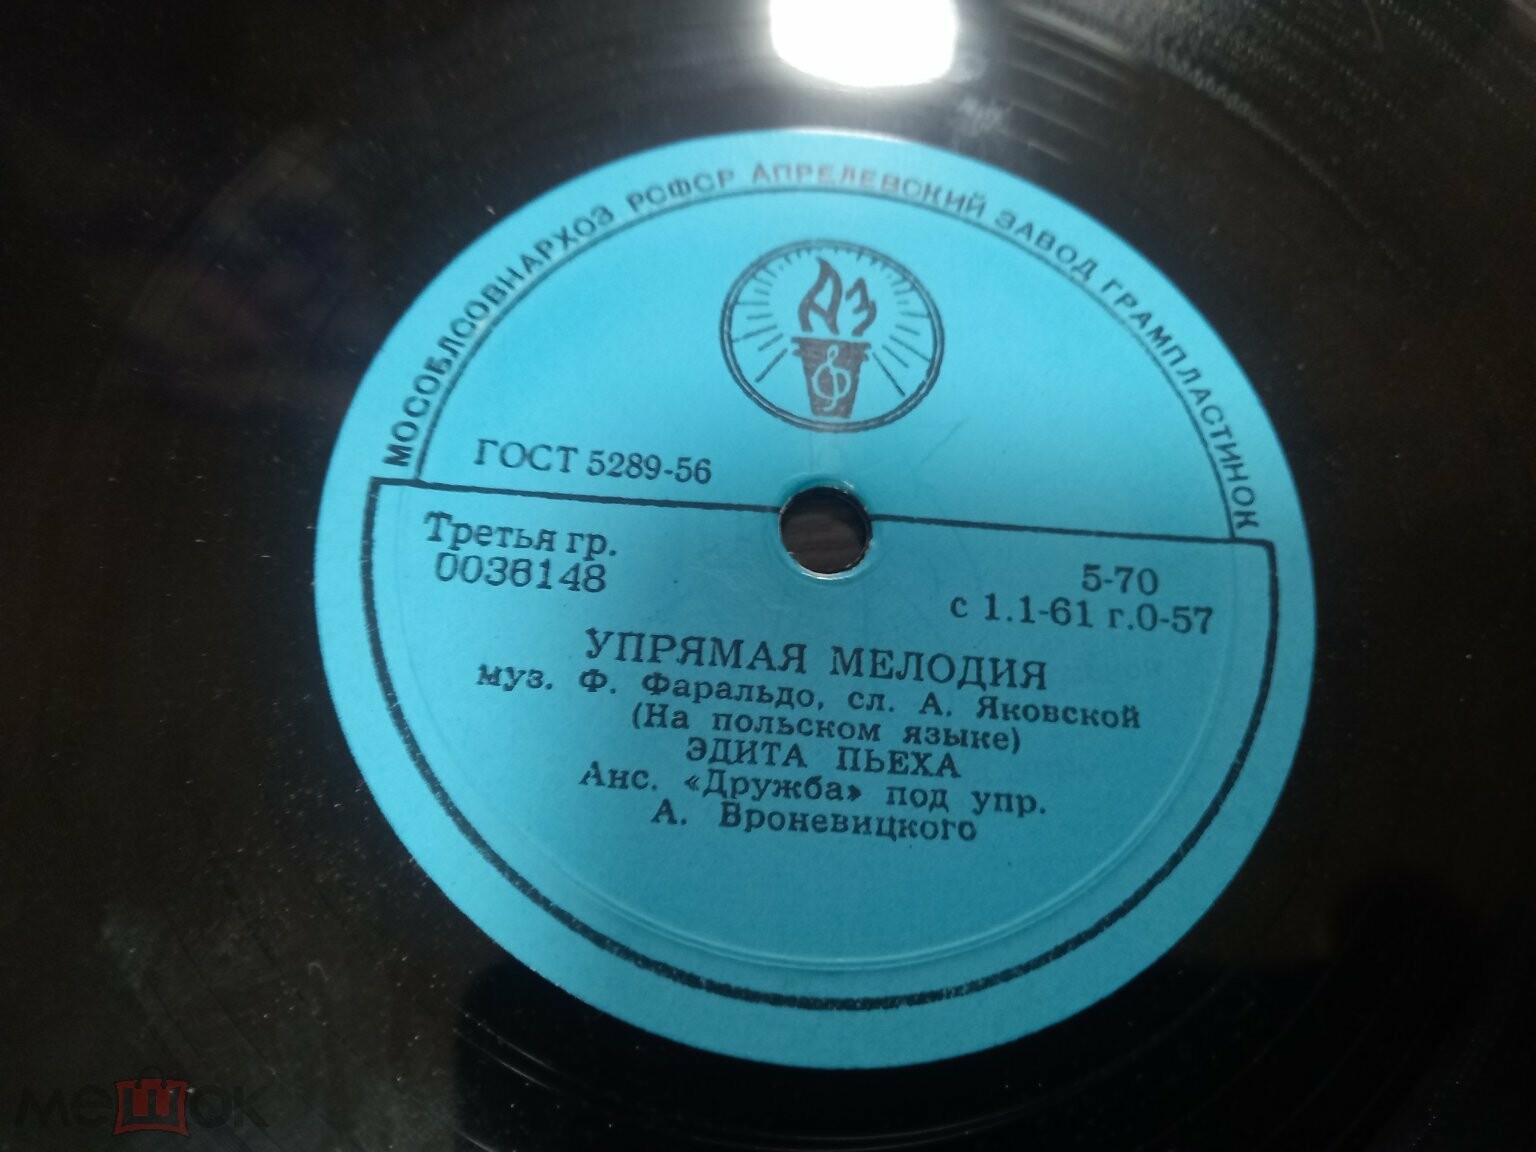 МОСОБЛСОВНАРХОЗ РСФСР АПРЕЛЕВСКИЙ ЗАВОД ГРАМПЛАСТИНОК
АЗ
ГОСТ 5289-56
Третья гр.
0036148
5-70
с 1.1-61 г.0-57
УПРЯМАЯ МЕЛОДИЯ
муз. Ф. Фаральдо, сл. А. Яковской
(На польском языке)
ЭДИТА ПЬЕХА
Анс. «Дружба» под упр.
А. Броневицкого
мешок